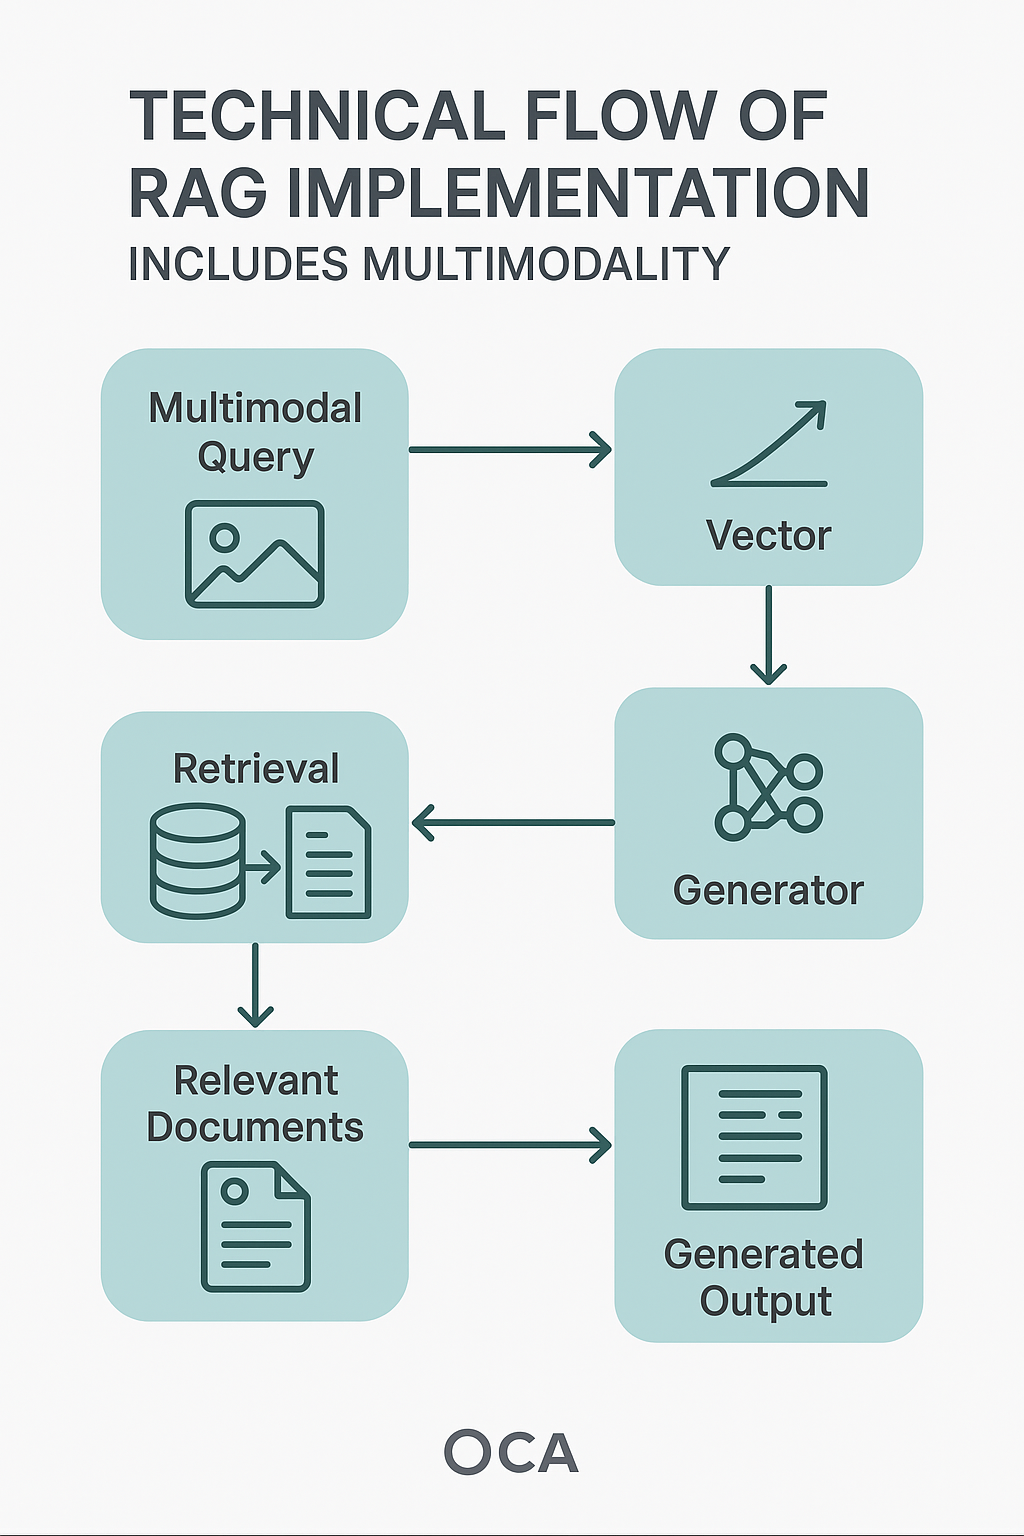 TECHNICAL FLOW OF
RAG IMPLEMENTATION
INCLUDES MULTIMODALITY
Multimodal
Query
Vector
Retrieval
Generator
Relevant
Documents
Generated
Output
OCA